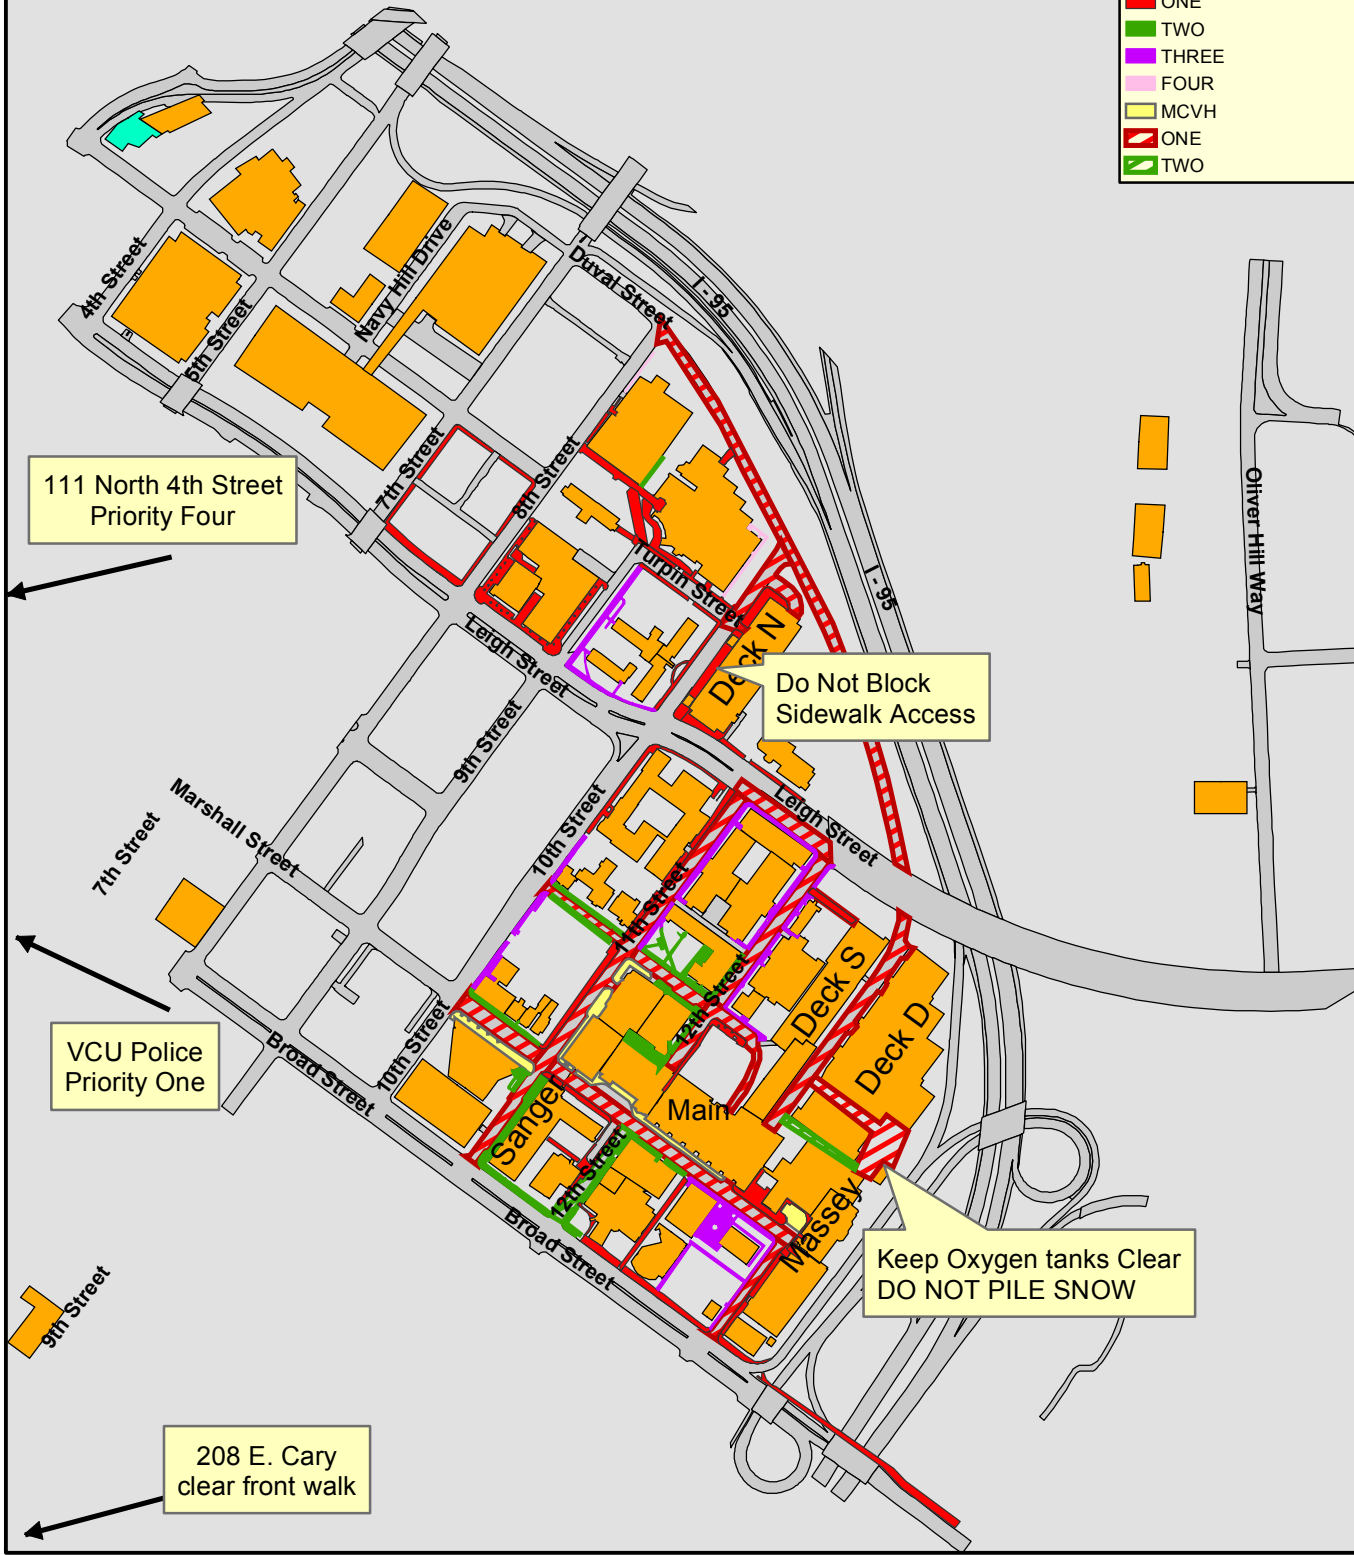 ONE
TWO
THREE
FOUR
MCVH
ONE
TWO
4th Street
5th Street
Navy Hill Drive
Duval Street
I - 95
7th Street
8th Street
111 North 4th Street
Priority Four
Turpin Street
I - 95
Oliver Hill Way
Leigh Street
Deck N
Do Not Block
Sidewalk Access
9th Street
Marshall Street
7th Street
10th Street
Leigh Street
11th Street
12th Street
Deck S
Deck D
VCU Police
Priority One
10th Street
Broad Street
Sanger
Main
12th Street
Massey
Broad Street
Keep Oxygen tanks Clear
DO NOT PILE SNOW
9th Street
208 E. Cary
clear front walk